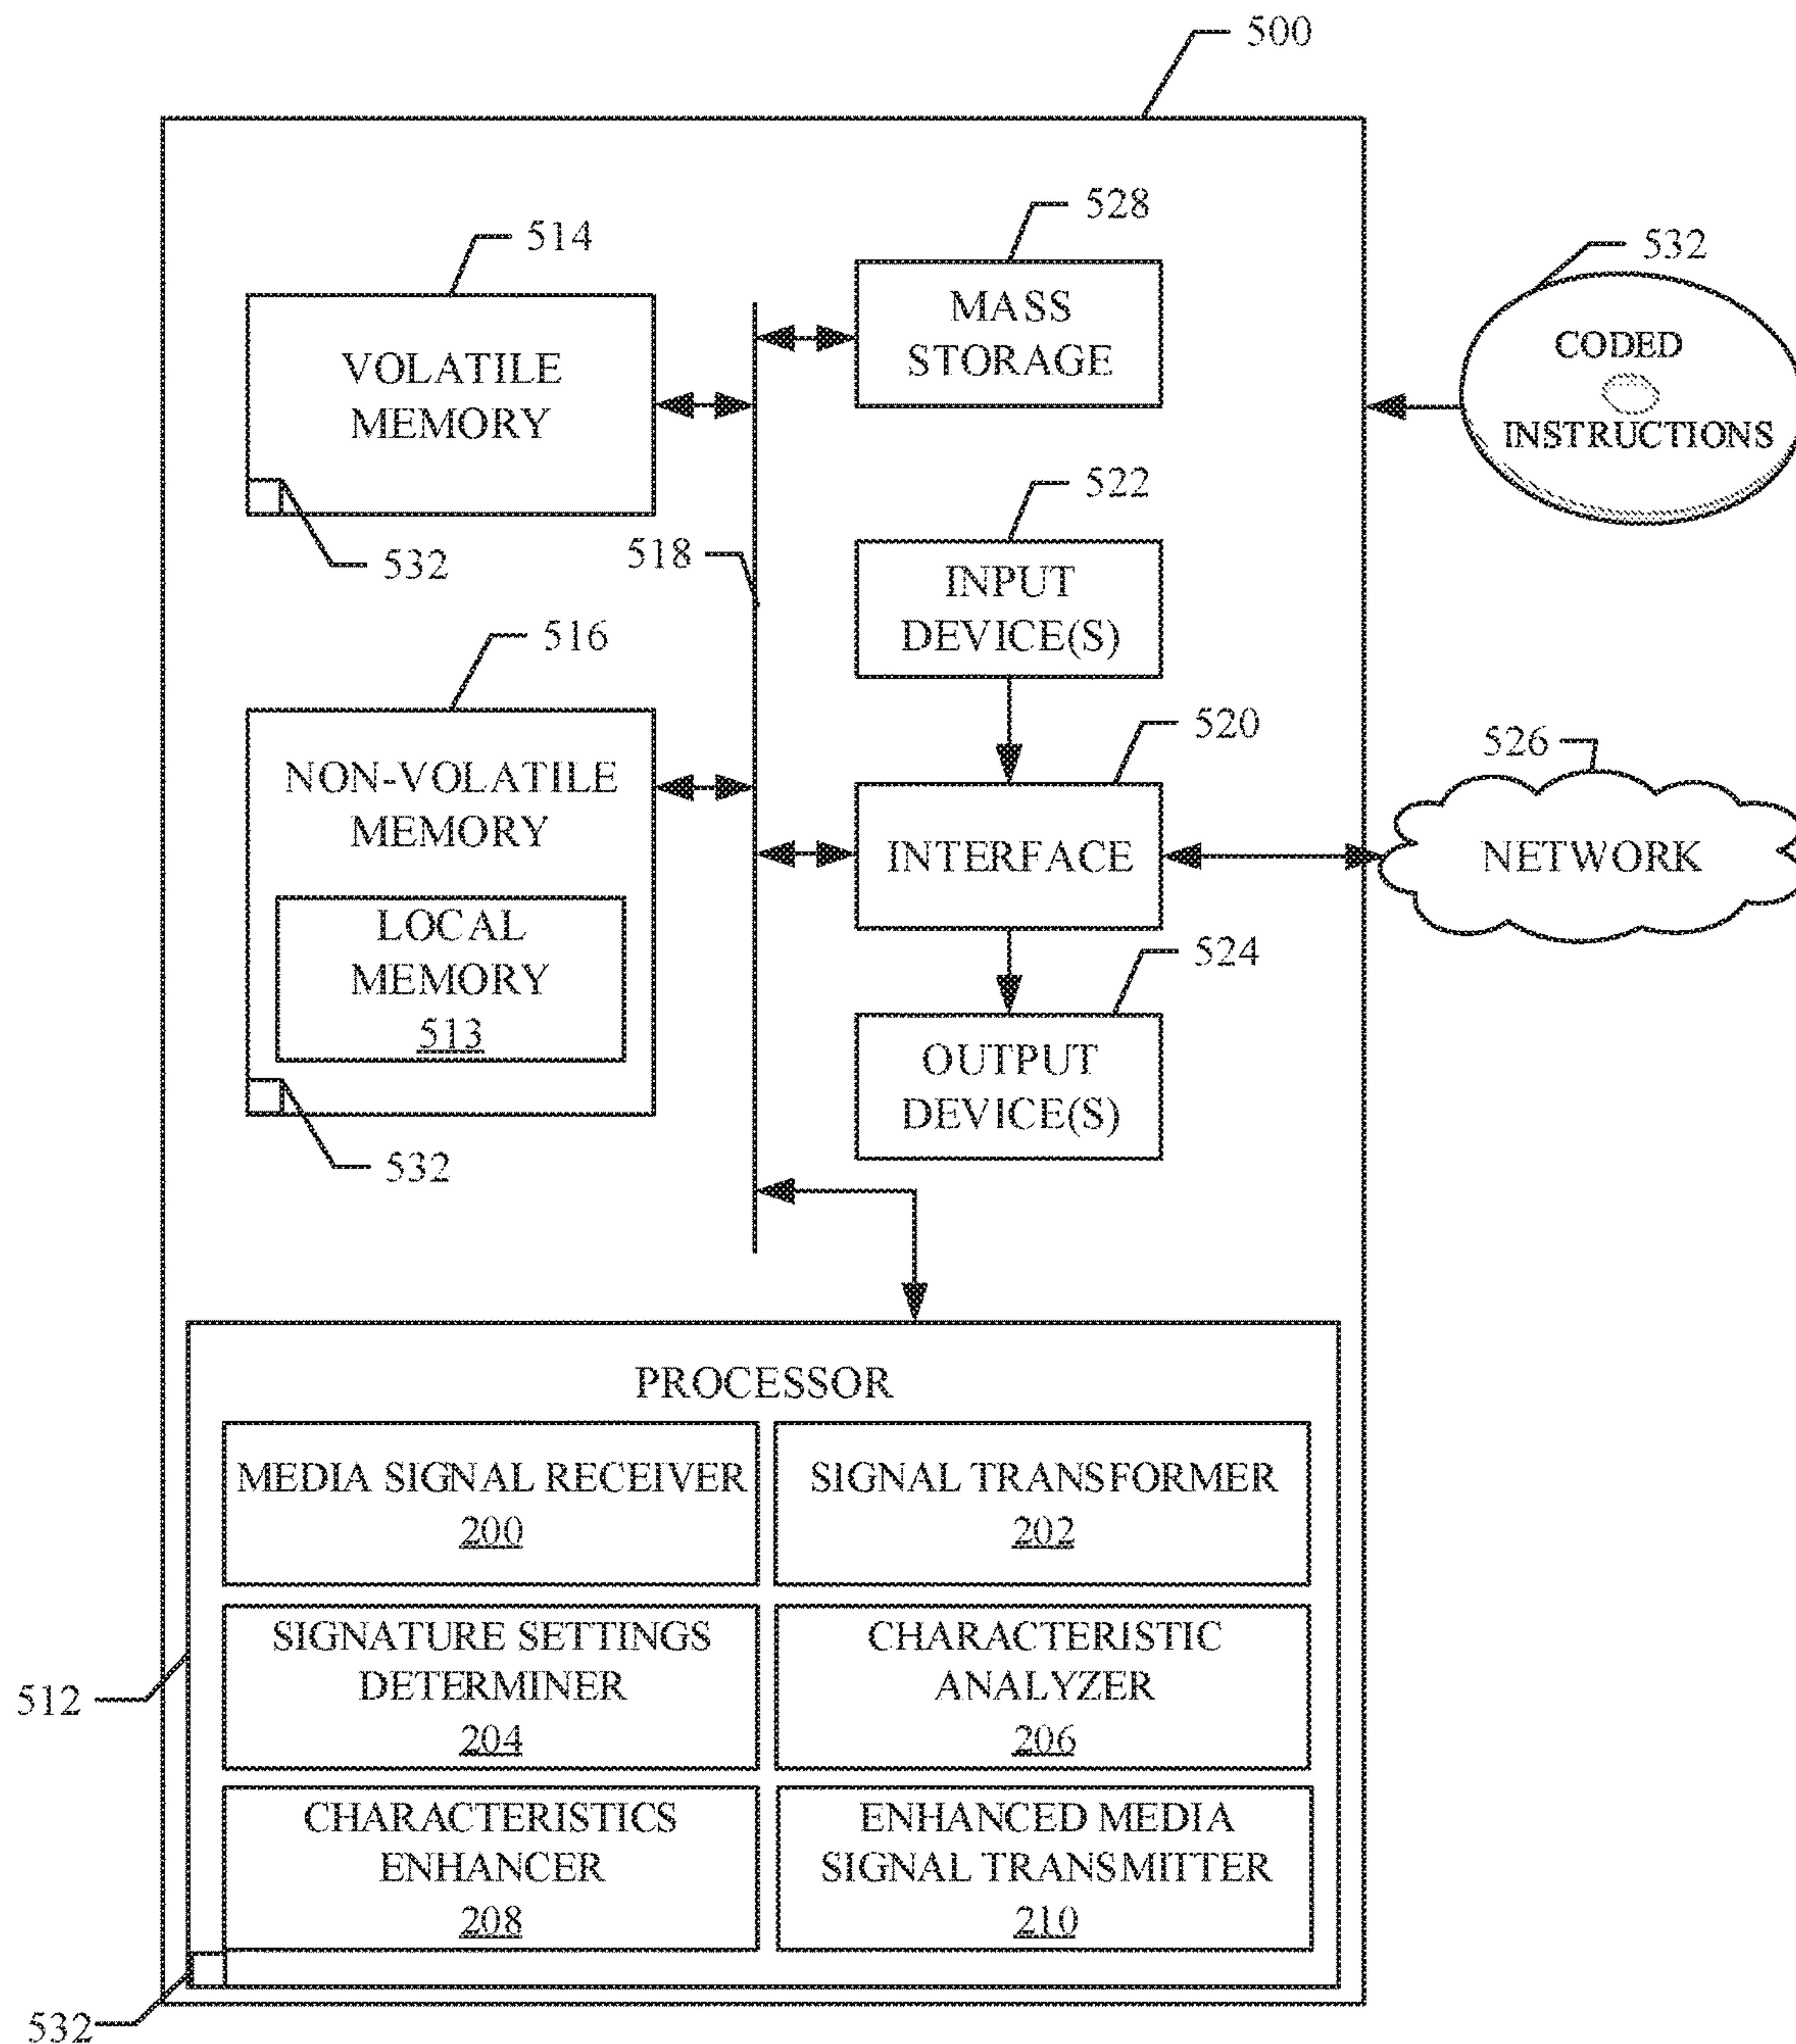 500
528
514
532
MASS
STORAGE
CODED
INSTRUCTIONS
VOLATILE
MEMORY
532
522
518
INPUT
DEVICE(S)
516
520
526
NON-VOLATILE
MEMORY
INTERFACE
NETWORK
LOCAL
MEMORY
513
524
OUTPUT
DEVICE(S)
532
PROCESSOR
MEDIA SIGNAL RECEIVER
200
SIGNAL TRANSFORMER
202
SIGNATURE SETTINGS
DETERMINER
204
CHARACTERISTIC
ANALYZER
206
512
CHARACTERISTICS
ENHANCER
208
ENHANCED MEDIA
SIGNAL TRANSMITTER
210
532